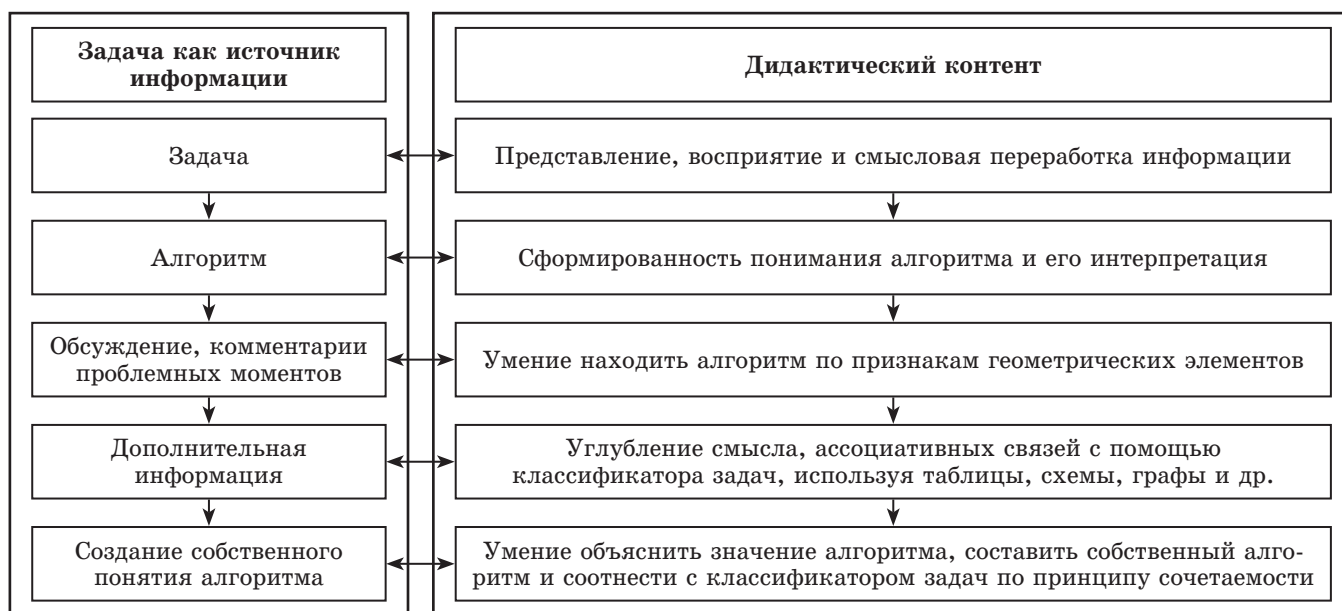 Задача как источник
информации
Дидактический контент
Задача
Представление, восприятие и смысловая переработка информации
Алгоритм
Сформированность понимания алгоритма и его интерпретация
Обсуждение, комментарии
проблемных моментов
Умение находить алгоритм по признакам геометрических элементов
Дополнительная
информация
Углубление смысла, ассоциативных связей с помощью
классификатора задач, используя таблицы, схемы, графы и др.
Создание собственного
понятия алгоритма
Умение объяснить значение алгоритма, составить собственный алго-
ритм и соотнести с классификатором задач по принципу сочетаемости